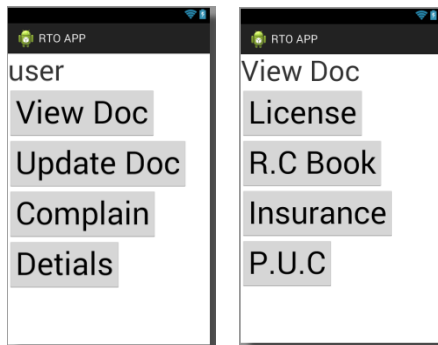 RTO APP
user
View Doc
Update Doc
Complain
Detials
RTO APP
View Doc
License
R.C Book
Insurance
P.U.C